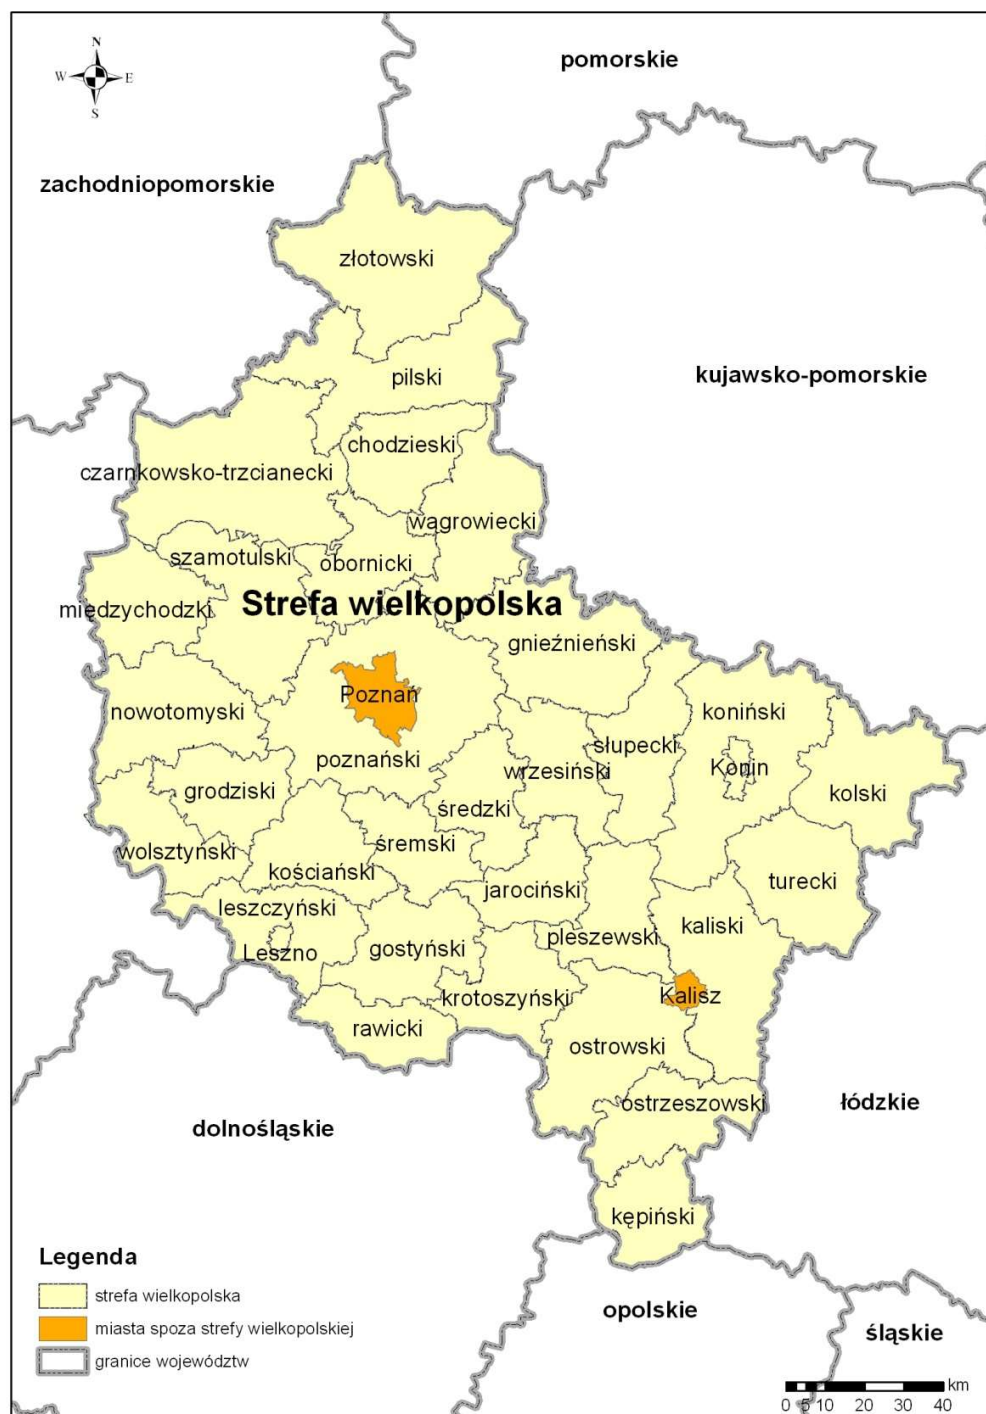 N
W E
S
pomorskie
zachodniopomorskie
złotowski
kujawsko-pomorskie
pilski
chodzieski
czarnkowsko-trzcianecki
wągrowiecki
szamotulski
obornicki
międzychodzki
Strefa wielkopolska
gnieźnieński
Poznań
nowotomyski
koniński
słupecki
poznański
wrzesiński
Konin
grodziski
kolski
średzki
śremski
wolsztyński
kościański
jarociński
turecki
leszczyński
kaliski
pleszewski
gostyński
Leszno
krotoszyński
Kalisz
rawicki
ostrowski
ostrzeszowski
łódzkie
dolnośląskie
kępiński
Legenda
strefa wielkopolska
miasta spoza strefy wielkopolskiej
granice województw
opolskie
śląskie
km
0 5 10 20 30 40